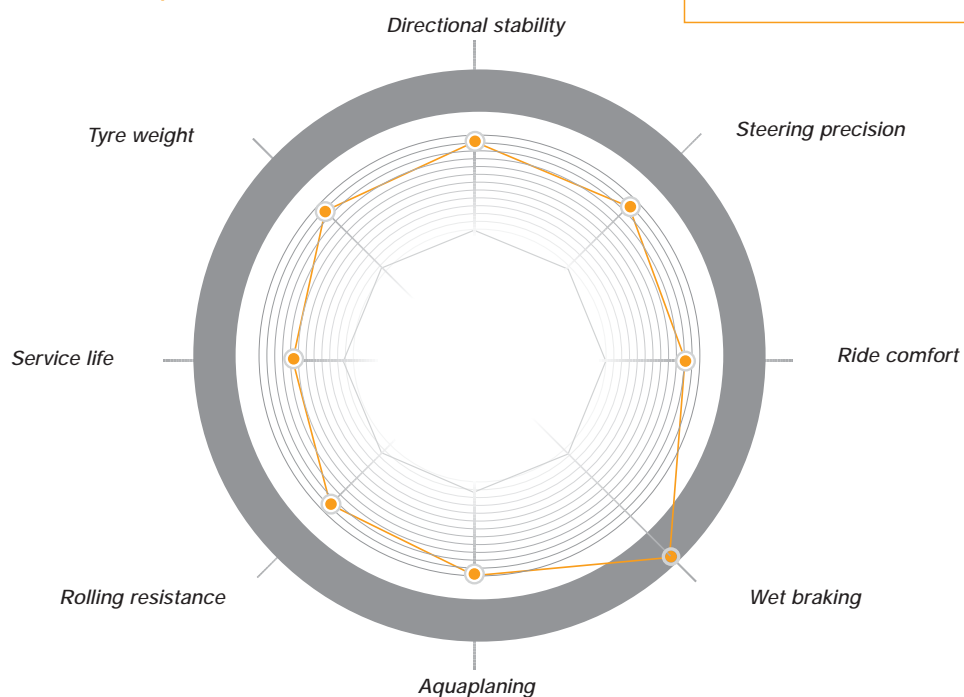 Directional stability
Tyre weight
Steering precision
Service life
Ride comfort
Rolling resistance
Wet braking
Aquaplaning